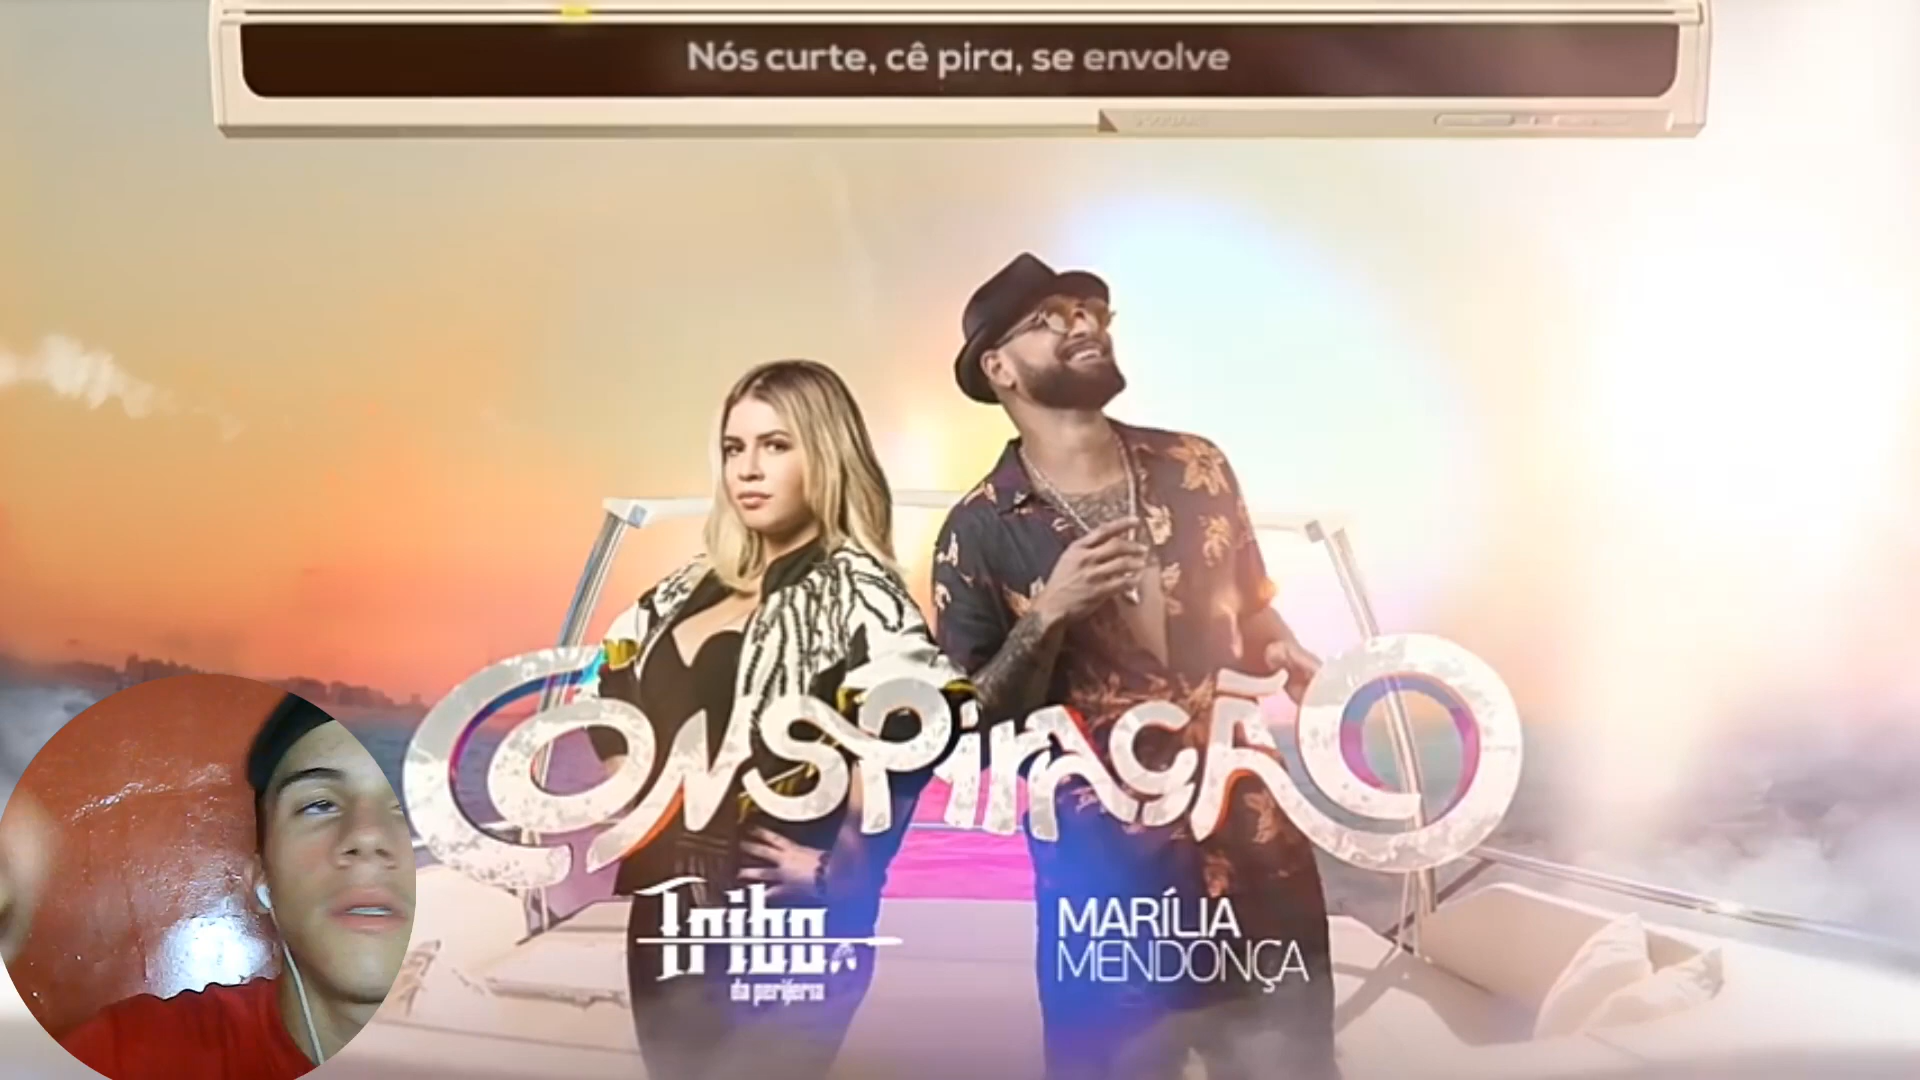 Nós curte, cê pira, se envolve
CONSPIRAÇÃO
Tribo
da periferia
MARÍLIA
MENDONÇA